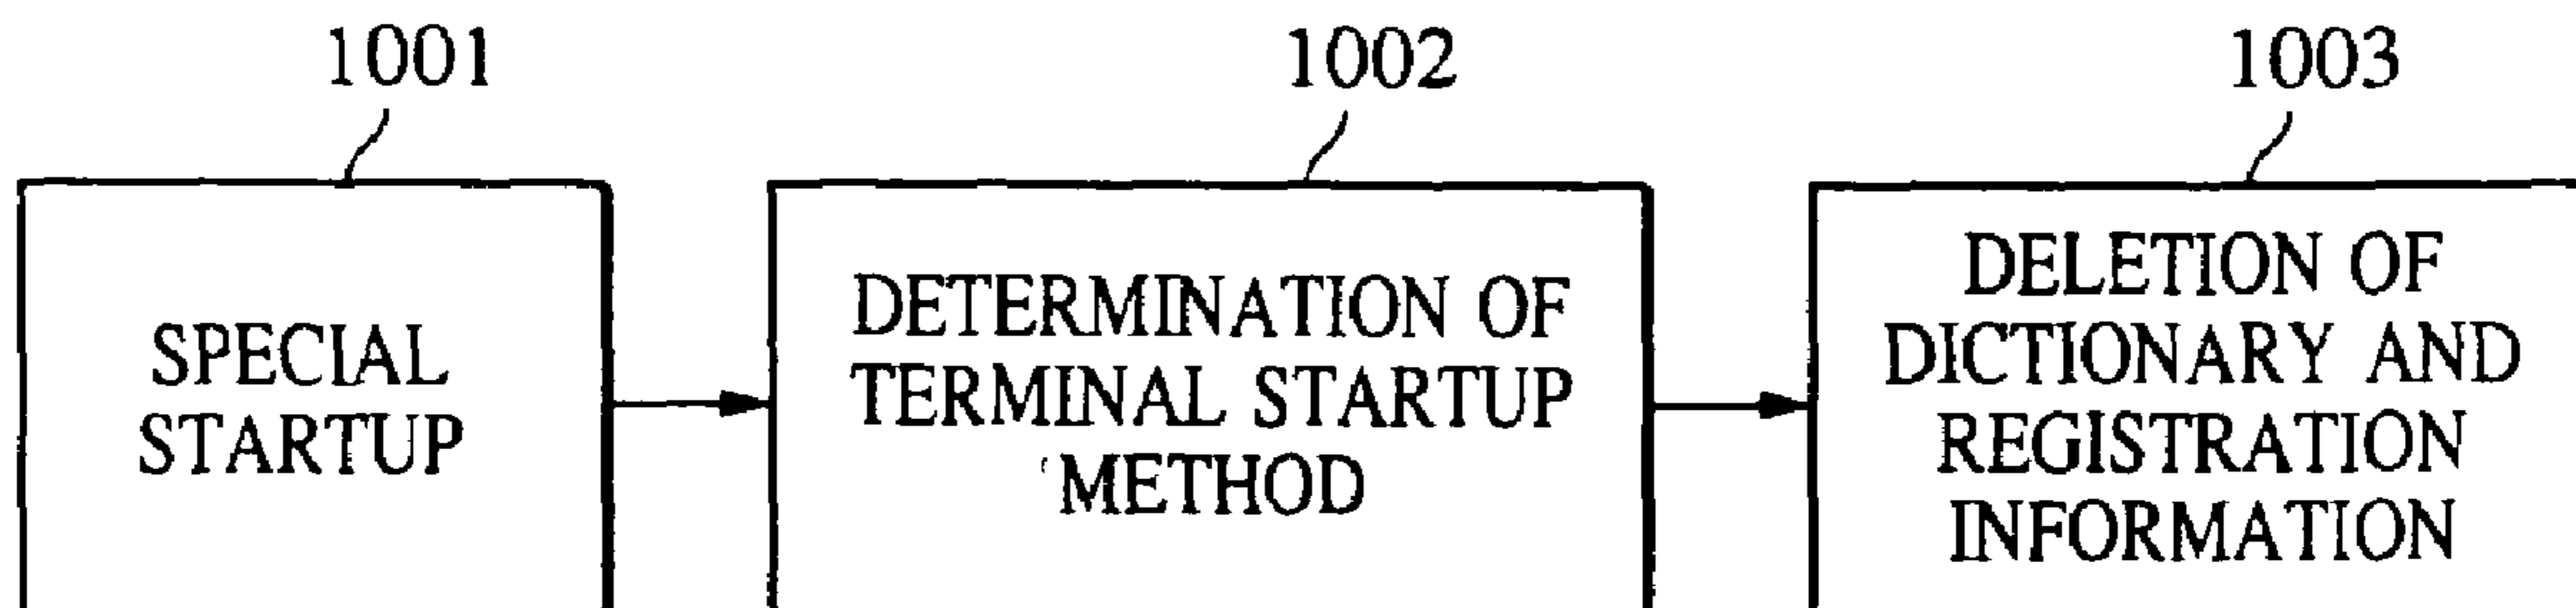 1001
1002
1003
SPECIAL
STARTUP
DETERMINATION OF
TERMINAL STARTUP
METHOD
DELETION OF
DICTIONARY AND
REGISTRATION
INFORMATION